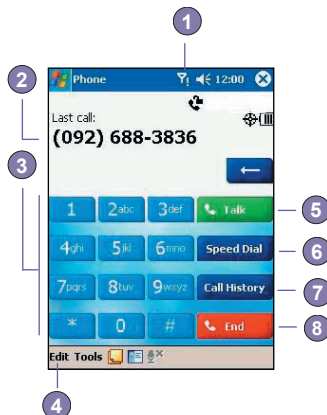 1
Phone 12:00
2
Last call:
(092) 688-3836
3
1 2abc 3def Talk 5
4ghi 5jkl 6mno Speed Dial 6
7pqrs 8tuv 9wxyz Call History 7
* 0 # End 8
Edit Tools
4